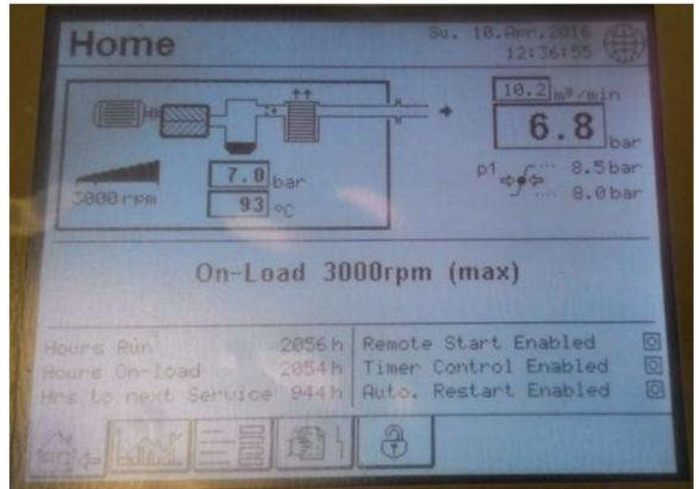 Home
Su. 10.Apr.2016
12:36:55
10.2 m³/min
6.8 bar
p1 8.5 bar
8.0 bar
7.0 bar
93 °C
3000 rpm
On-Load 3000rpm (max)
Hours Run 2056 h
Hours On-load 2054 h
Hrs to next Service 944 h
Remote Start Enabled
Timer Control Enabled
Auto. Restart Enabled